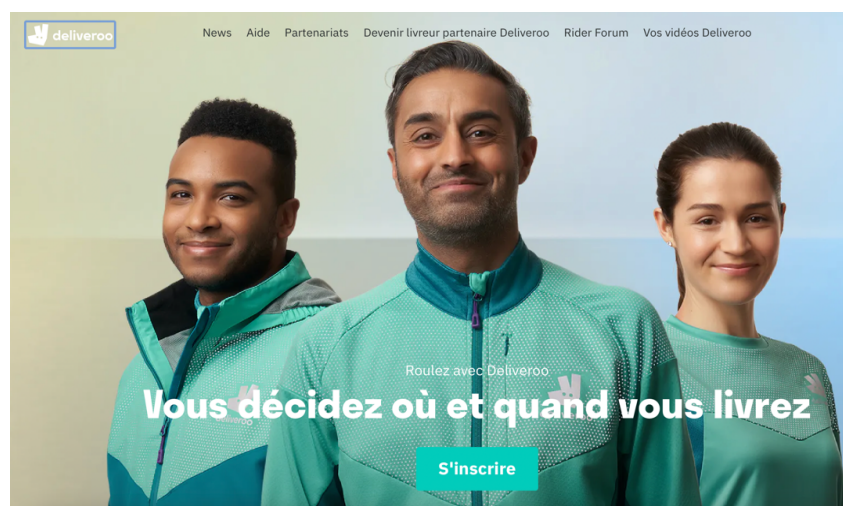 deliveroo
News Aide Partenariats Devenir livreur partenaire Deliveroo Rider Forum Vos vidéos Deliveroo
Roulez avec Deliveroo
Vous décidez où et quand vous livrez
deliveroo
S'inscrire